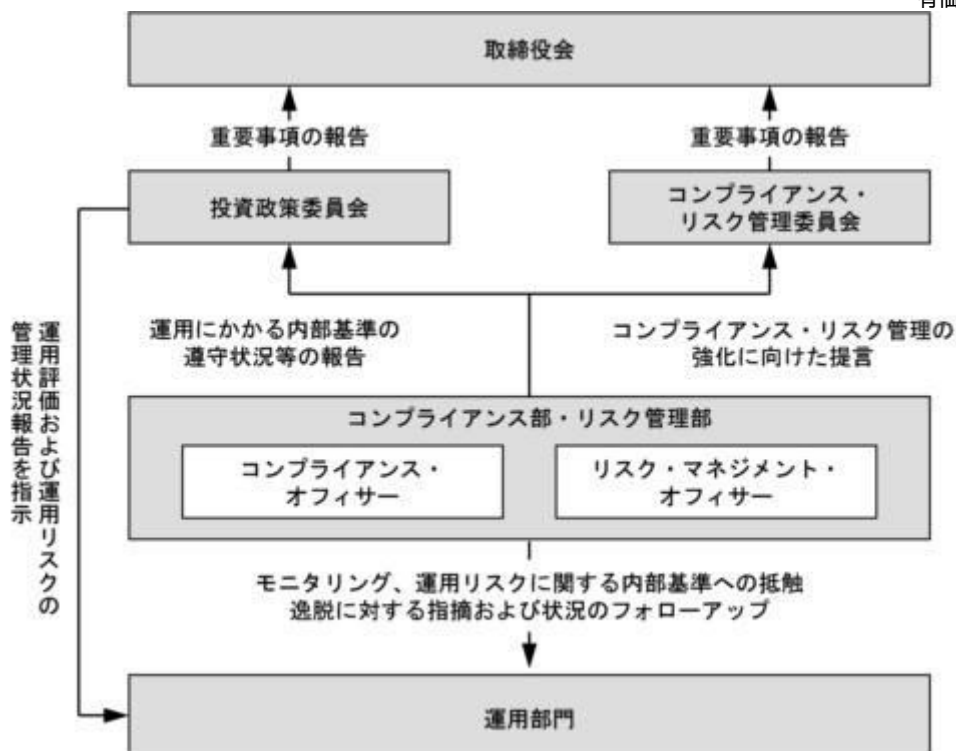 取締役会
重要事項の報告
重要事項の報告
投資政策委員会
コンプライアンス・
リスク管理委員会
運用にかかる内部基準の
遵守状況等の報告
コンプライアンス・リスク管理の
強化に向けた提言
運用評価および運用リスクの
管理状況報告を指示
コンプライアンス部・リスク管理部
コンプライアンス・
オフィサー
リスク・マネジメント・
オフィサー
モニタリング、運用リスクに関する内部基準への抵触
逸脱に対する指摘および状況のフォローアップ
運用部門